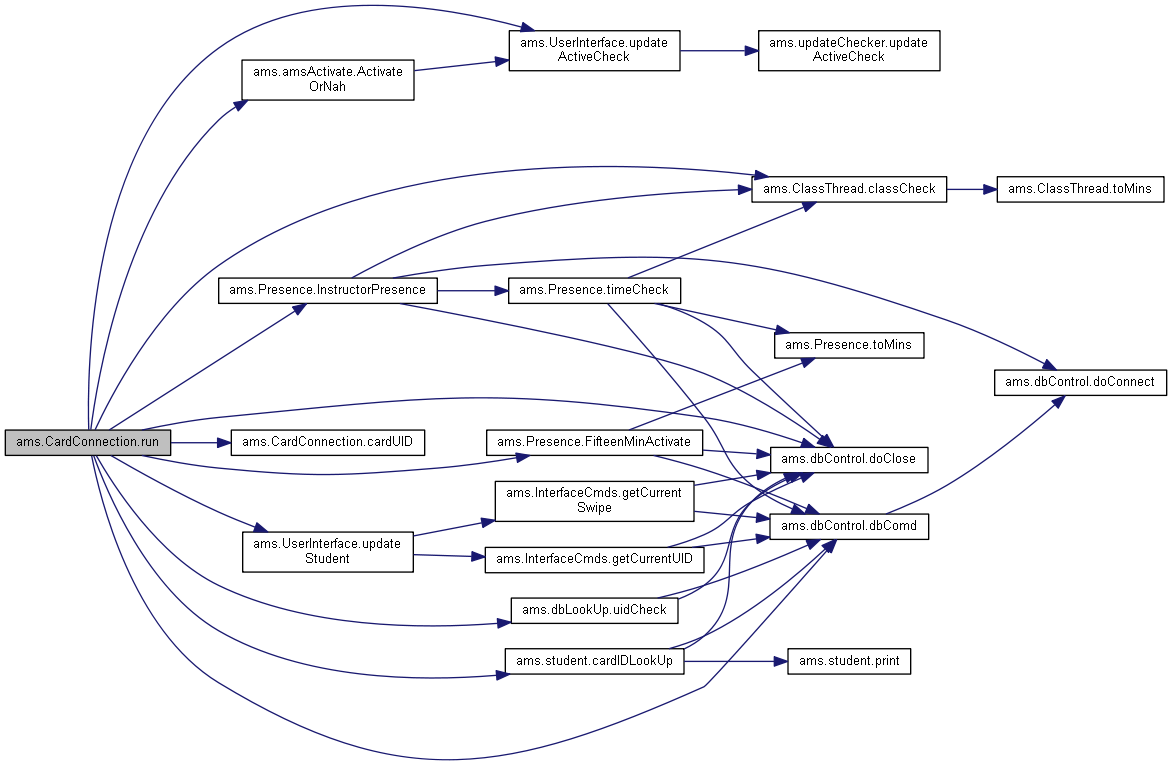 ams.UserInterface.update
ActiveCheck
ams.updateChecker.update
ActiveCheck
ams.amsActivate.Activate
OrNah
ams.ClassThread.classCheck
ams.ClassThread.toMins
ams.Presence.InstructorPresence
ams.Presence.timeCheck
ams.Presence.toMins
ams.dbControl.doConnect
ams.CardConnection.run
ams.CardConnection.cardUID
ams.Presence.FifteenMinActivate
ams.dbControl.doClose
ams.InterfaceCmds.getCurrent
Swipe
ams.dbControl.dbComd
ams.UserInterface.update
Student
ams.InterfaceCmds.getCurrentUID
ams.dbLookUp.uidCheck
ams.student.cardIDLookUp
ams.student.print